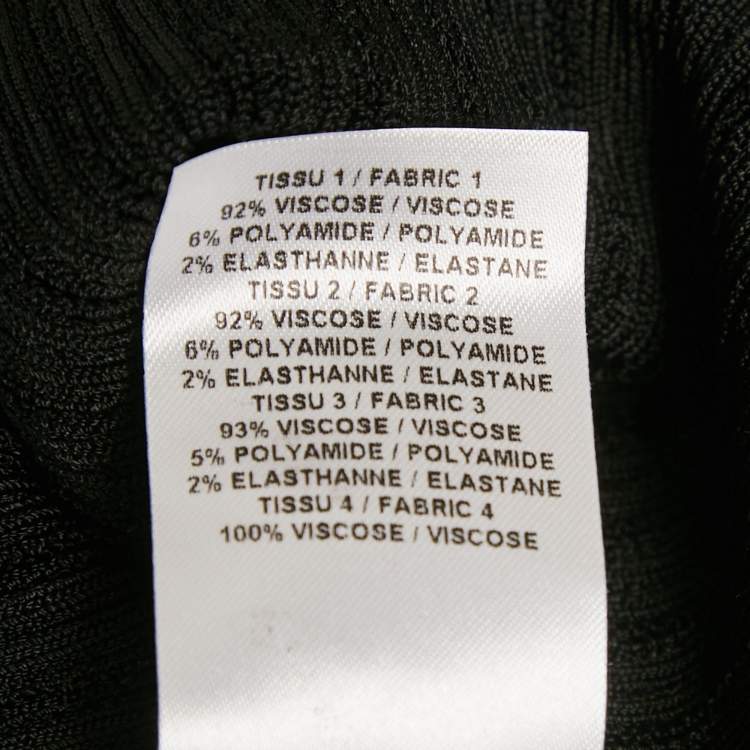 TISSU 1 / FABRIC 1
92% VISCOSE / VISCOSE
6% POLYAMIDE / POLYAMIDE
2% ELASTHANNE / ELASTANE
TISSU 2 / FABRIC 2
92% VISCOSE / VISCOSE
6% POLYAMIDE / POLYAMIDE
2% ELASTHANNE / ELASTANE
TISSU 3 / FABRIC 3
93% VISCOSE / VISCOSE
5% POLYAMIDE / POLYAMIDE
2% ELASTHANNE / ELASTANE
TISSU 4 / FABRIC 4
100% VISCOSE / VISCOSE